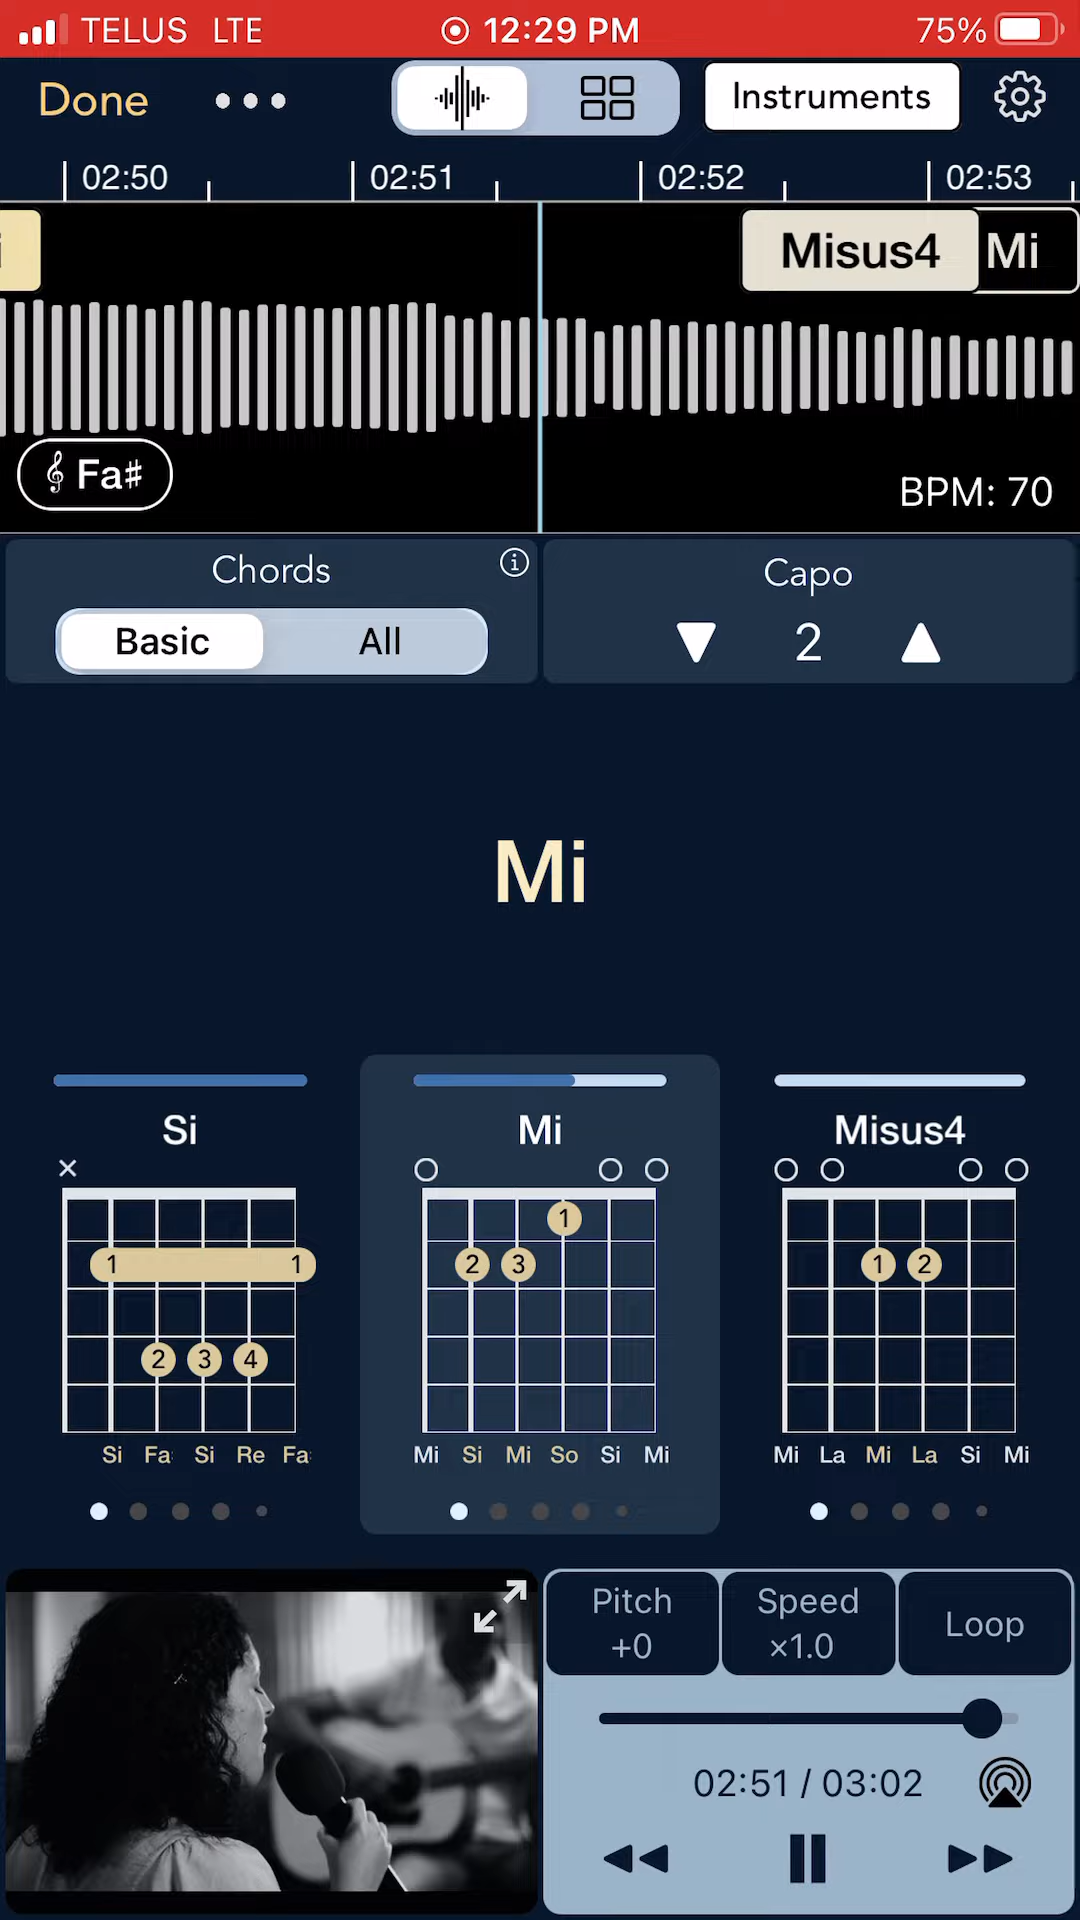 TELUS LTE 12:29 PM 75%
Done Instruments
02:50 02:51 02:52 02:53
Misus4 Mi
Fa♯
BPM: 70
Chords Capo
Basic All 2
Mi
Si Mi Misus4
× O O O O O O O
1 1 2 3 4
1 2 3
1 2
Si Fa Si Re Fa
Mi Si Mi So Si Mi
Mi La Mi La Si Mi
Pitch +0
Speed ×1.0
Loop
02:51 / 03:02